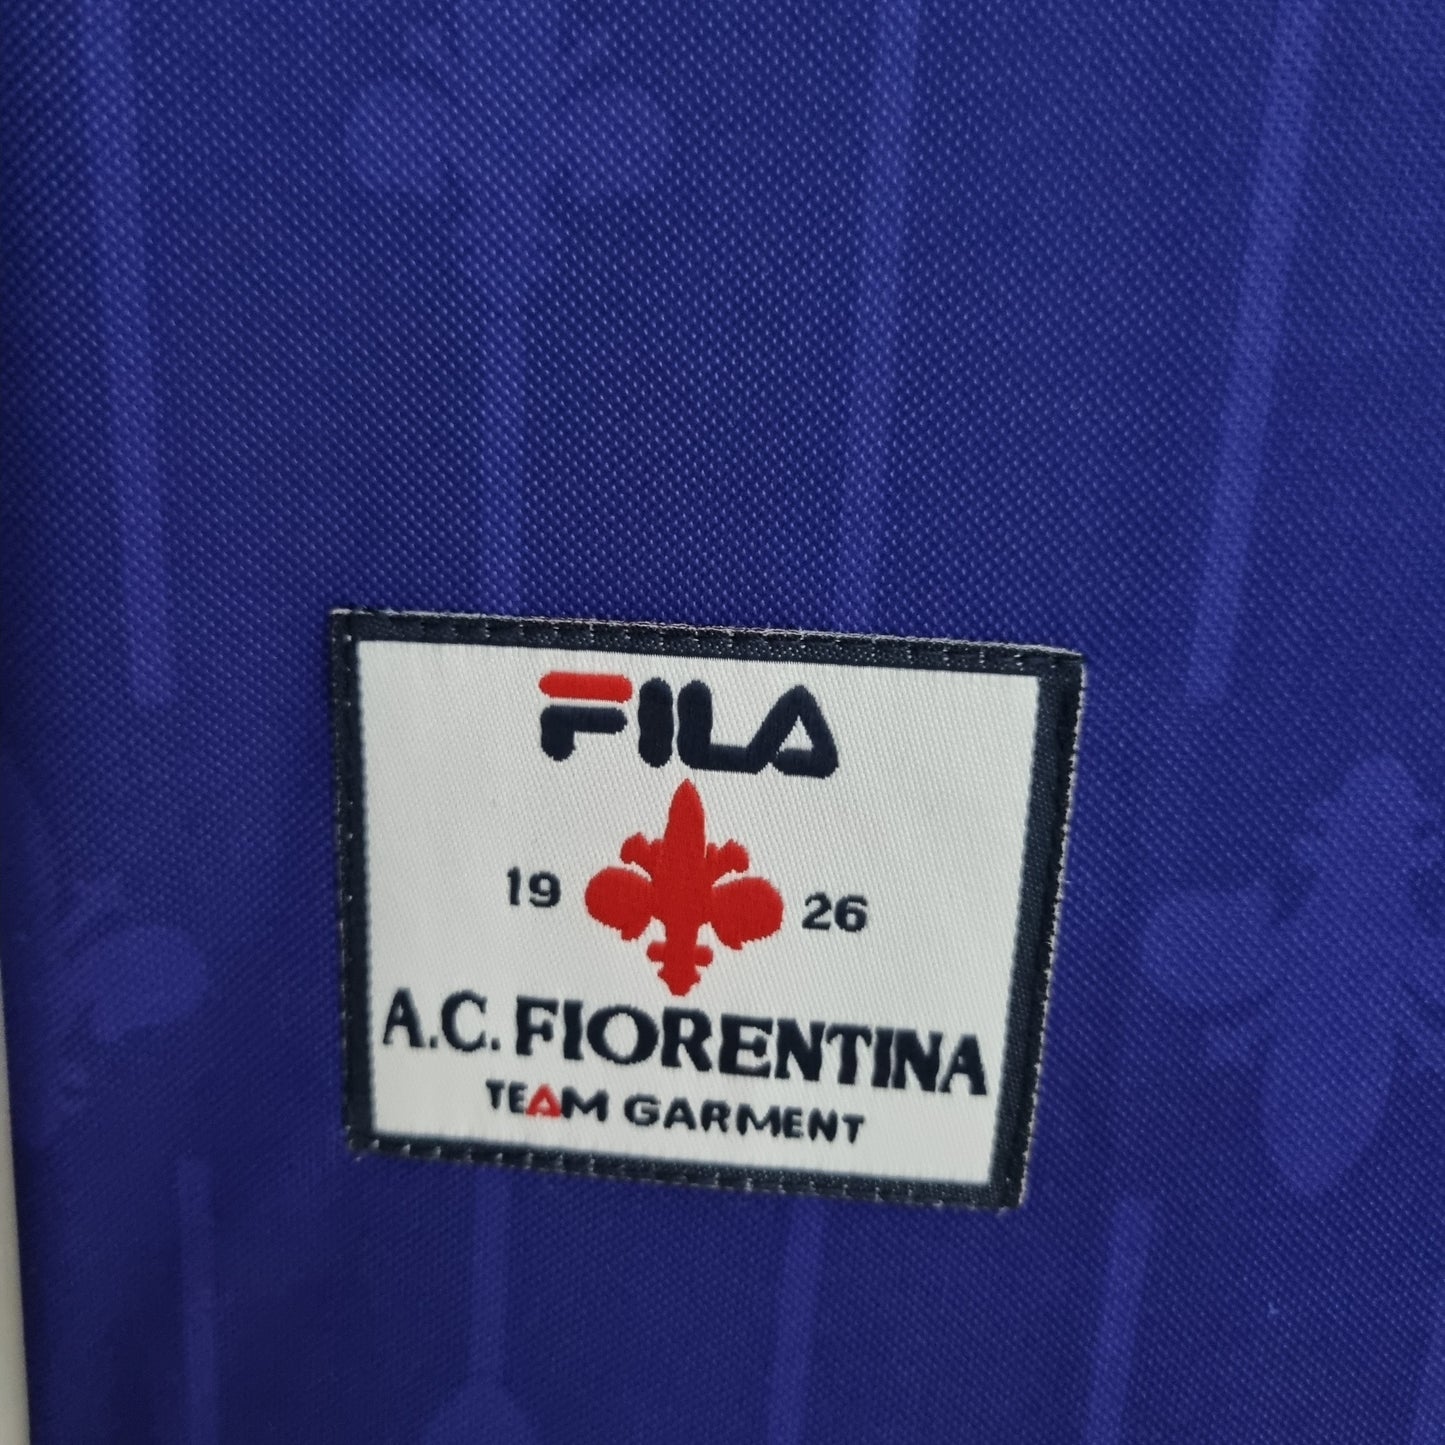 FILA
19 26
A.C. FIORENTINA
TEAM GARMENT